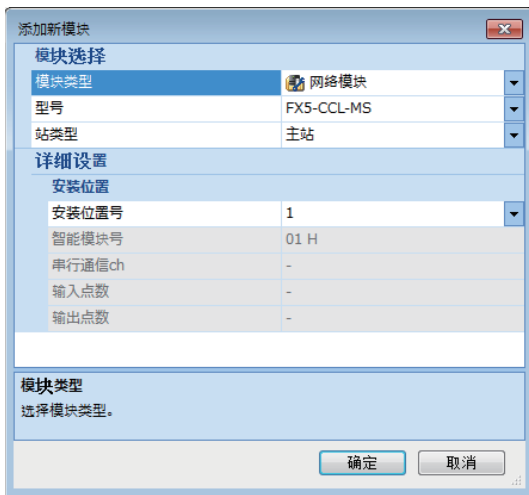 添加新模块
模块选择
模块类型 网络模块
型号 FX5-CCL-MS
站类型 主站
详细设置
安装位置
安装位置号 1
智能模块号 01 H
串行通信ch -
输入点数 -
输出点数 -
模块类型
选择模块类型。
确定 取消